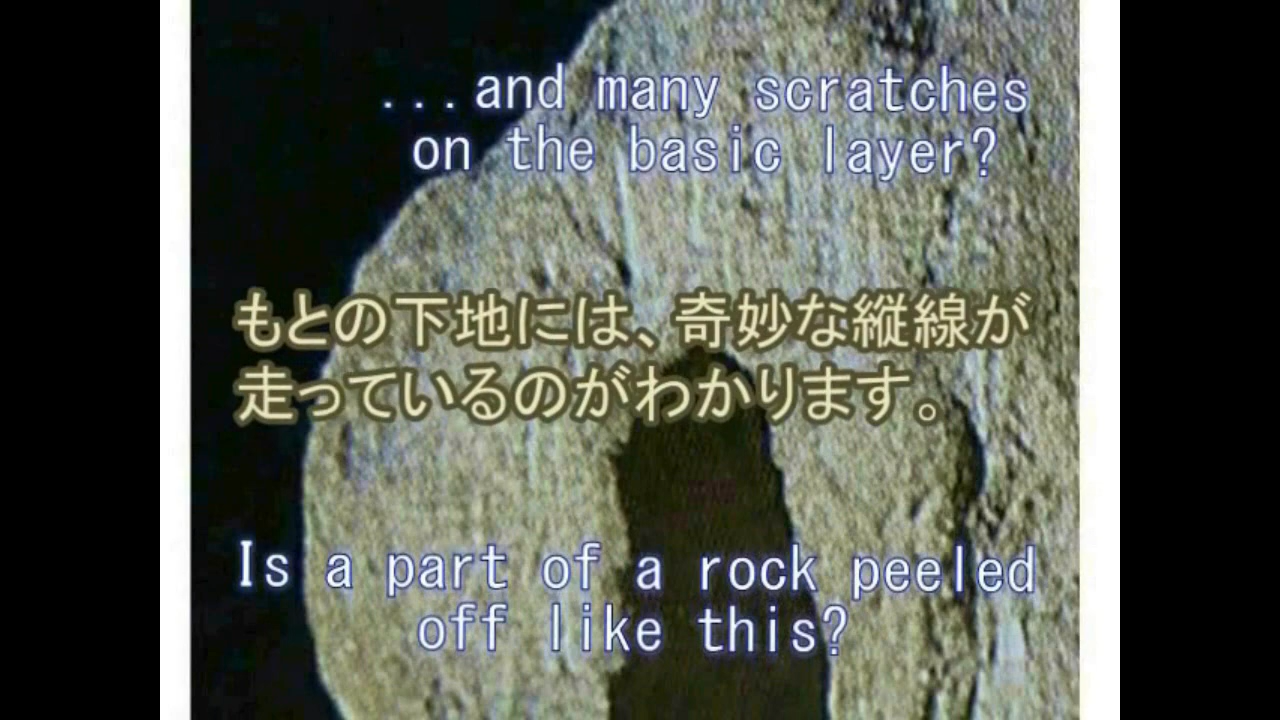 ...and many scratches
on the basic layer?
もとの下地には、奇妙な縦線が
走っているのがわかります。
Is a part of a rock peeled
off like this?